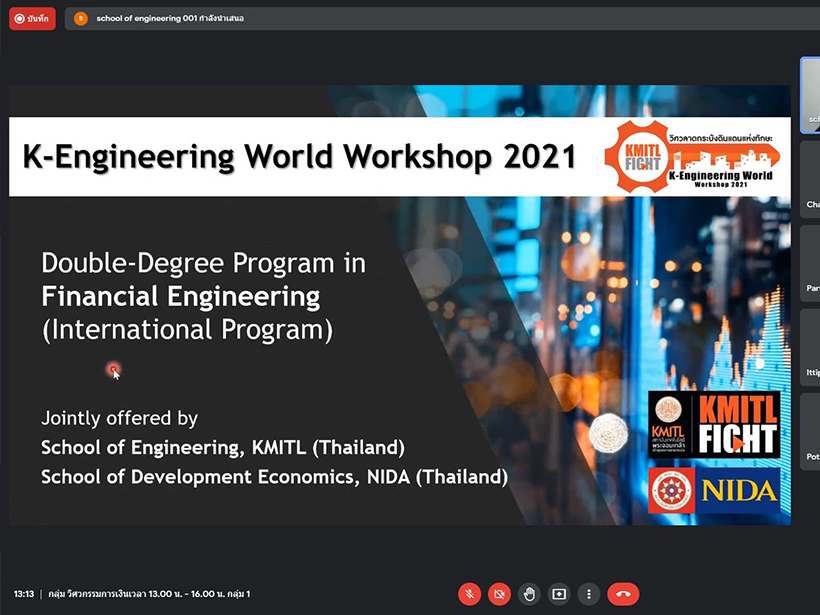 บันทึก
s school of engineering 001 กำลังนำเสนอ
K-Engineering World Workshop 2021
KMITL
FIGHT
วิศวลาดกระบังดินแดนแห่งทักษะ
K-Engineering World
Workshop 2021
Double-Degree Program in
Financial Engineering
(International Program)
Jointly offered by
School of Engineering, KMITL (Thailand)
School of Development Economics, NIDA (Thailand)
KMITL
FIGHT
KMITL
NIDA
sch
Cha
Par
Ittip
Pot
13:13 | กลุ่ม วิศวกรรมการเงินเวลา 13.00 น. – 16.00 น. กลุ่ม 1